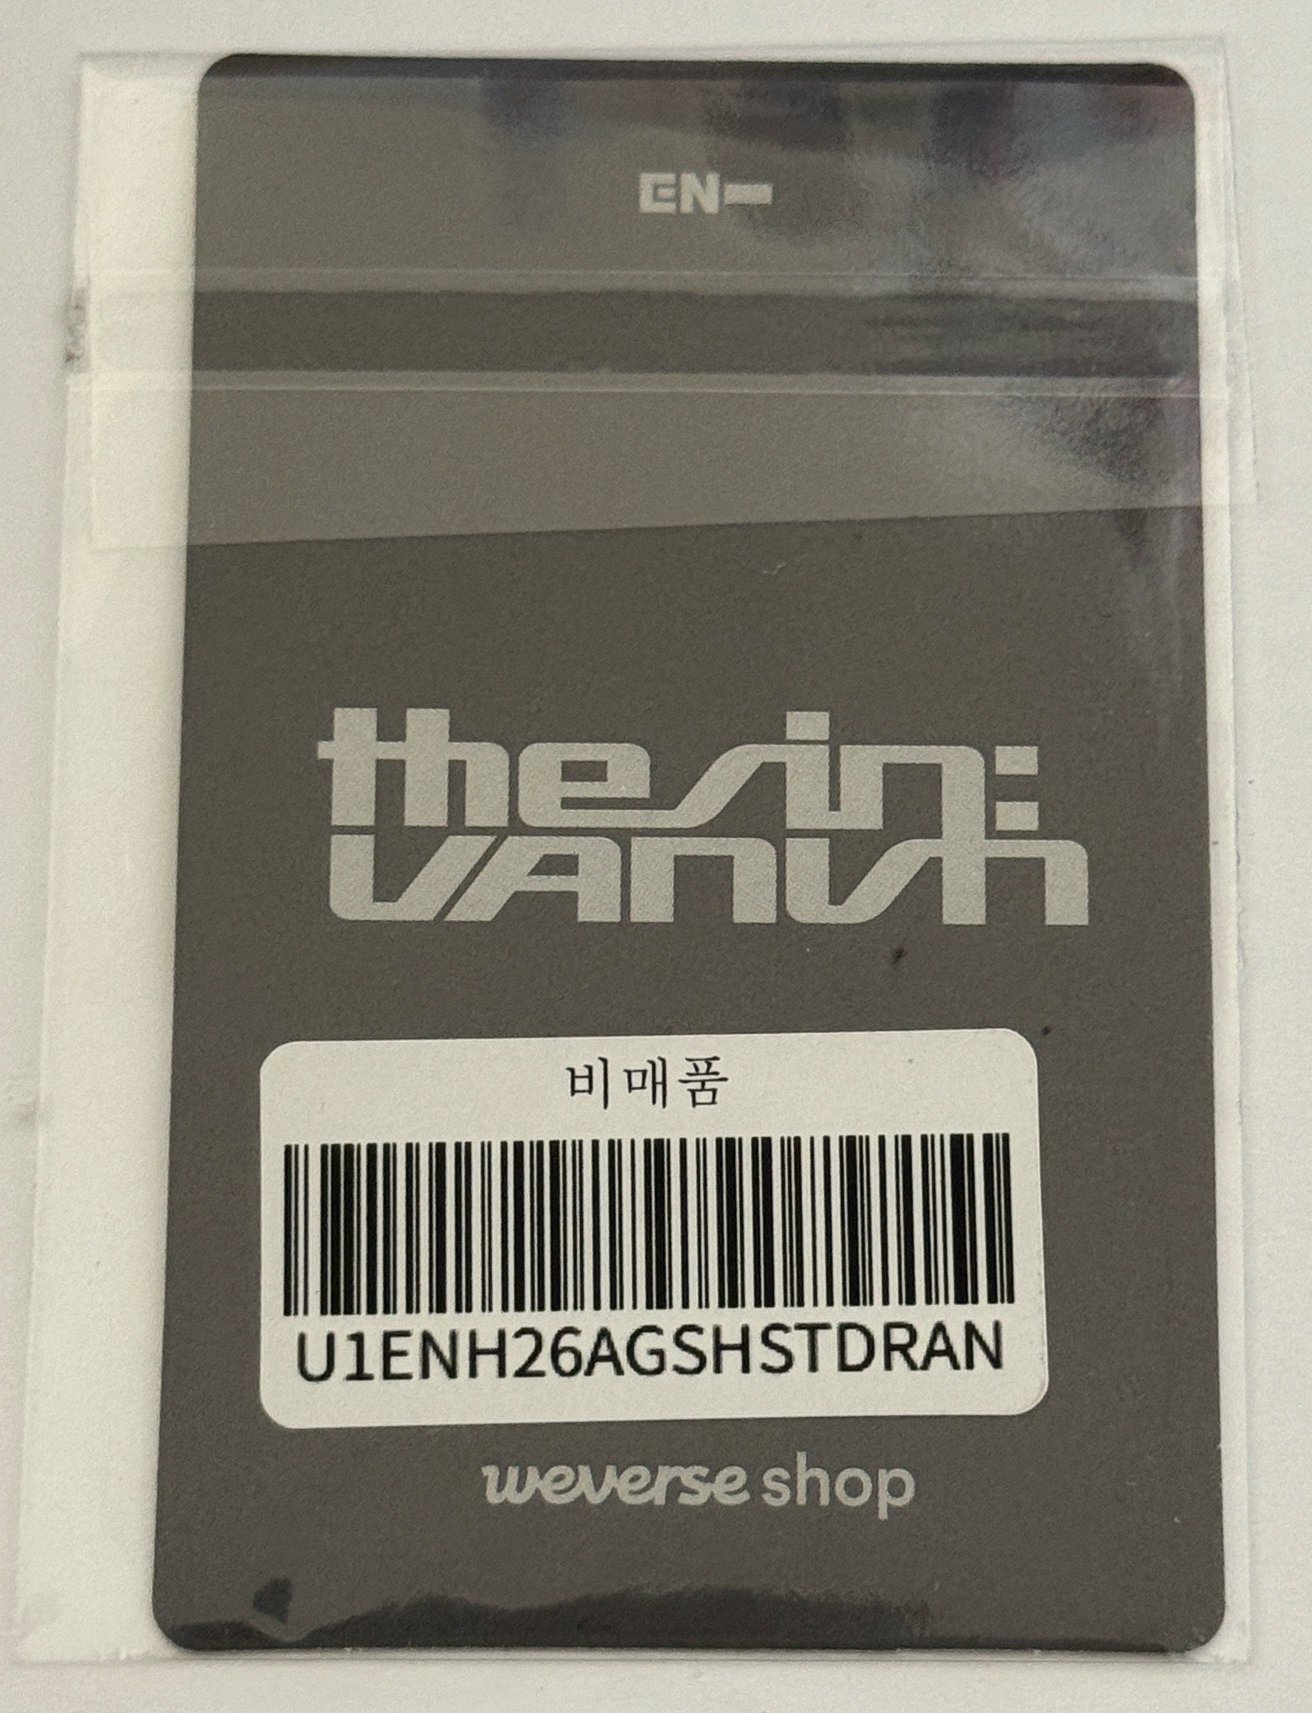 EN-
the sin:
VANISH
비매품
U1ENH26AGSHSTDRAN
weverse shop